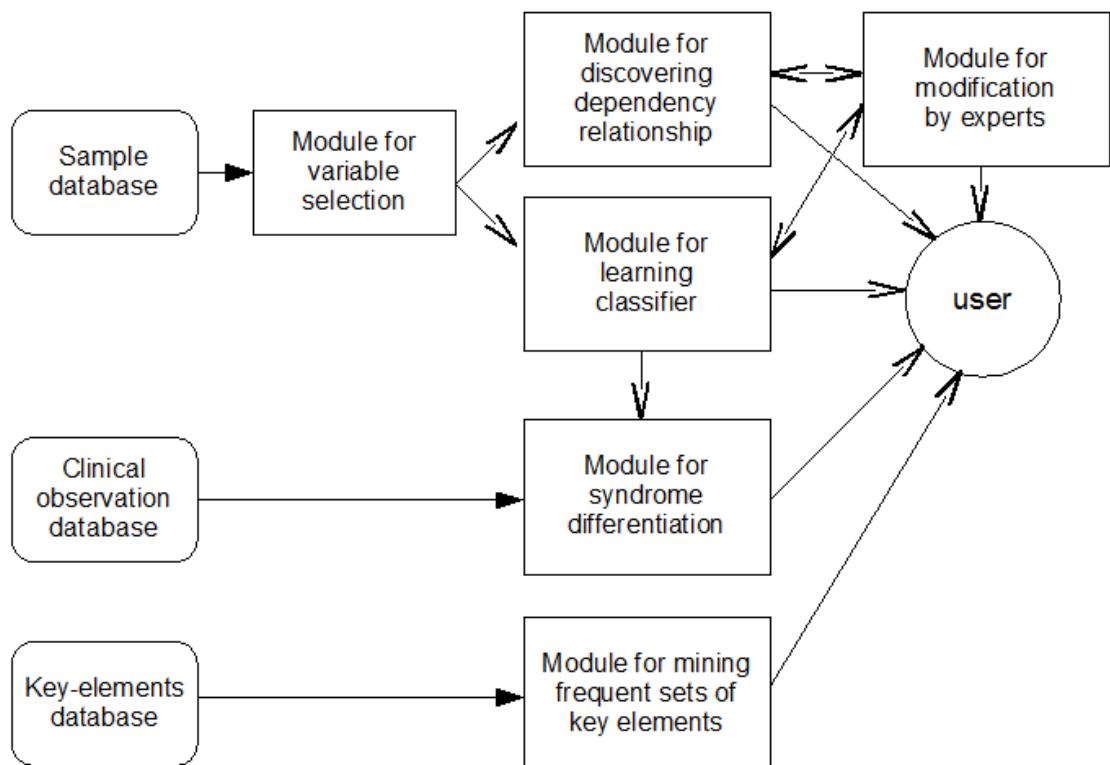 Sample
database
Module for
variable
selection
Module for
discovering
dependency
relationship
Module for
modification
by experts
Module for
learning
classifier
user
Clinical
observation
database
Module for
syndrome
differentiation
Key-elements
database
Module for mining
frequent sets of
key elements